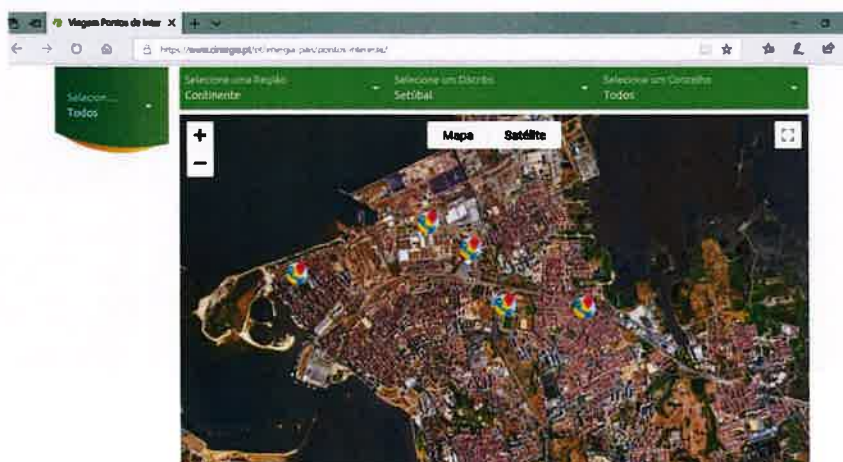 Viagem Pontos de Inter
Selecione uma Região
Continente
Selecione um Distrito
Setúbal
Selecione um Concelho
Todos
Selecion...
Todos
Mapa
Satélite